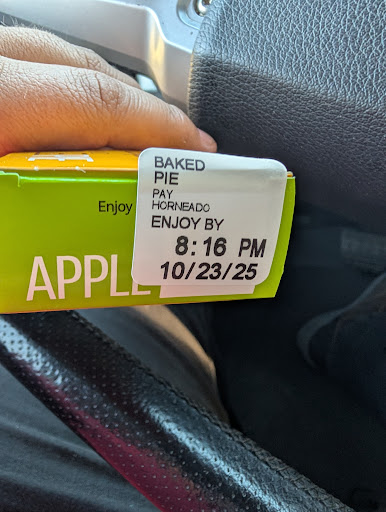 BAKED
PIE
PAY
HORNEADO
ENJOY BY
8:16 PM
10/23/25
Enjoy
APPLE